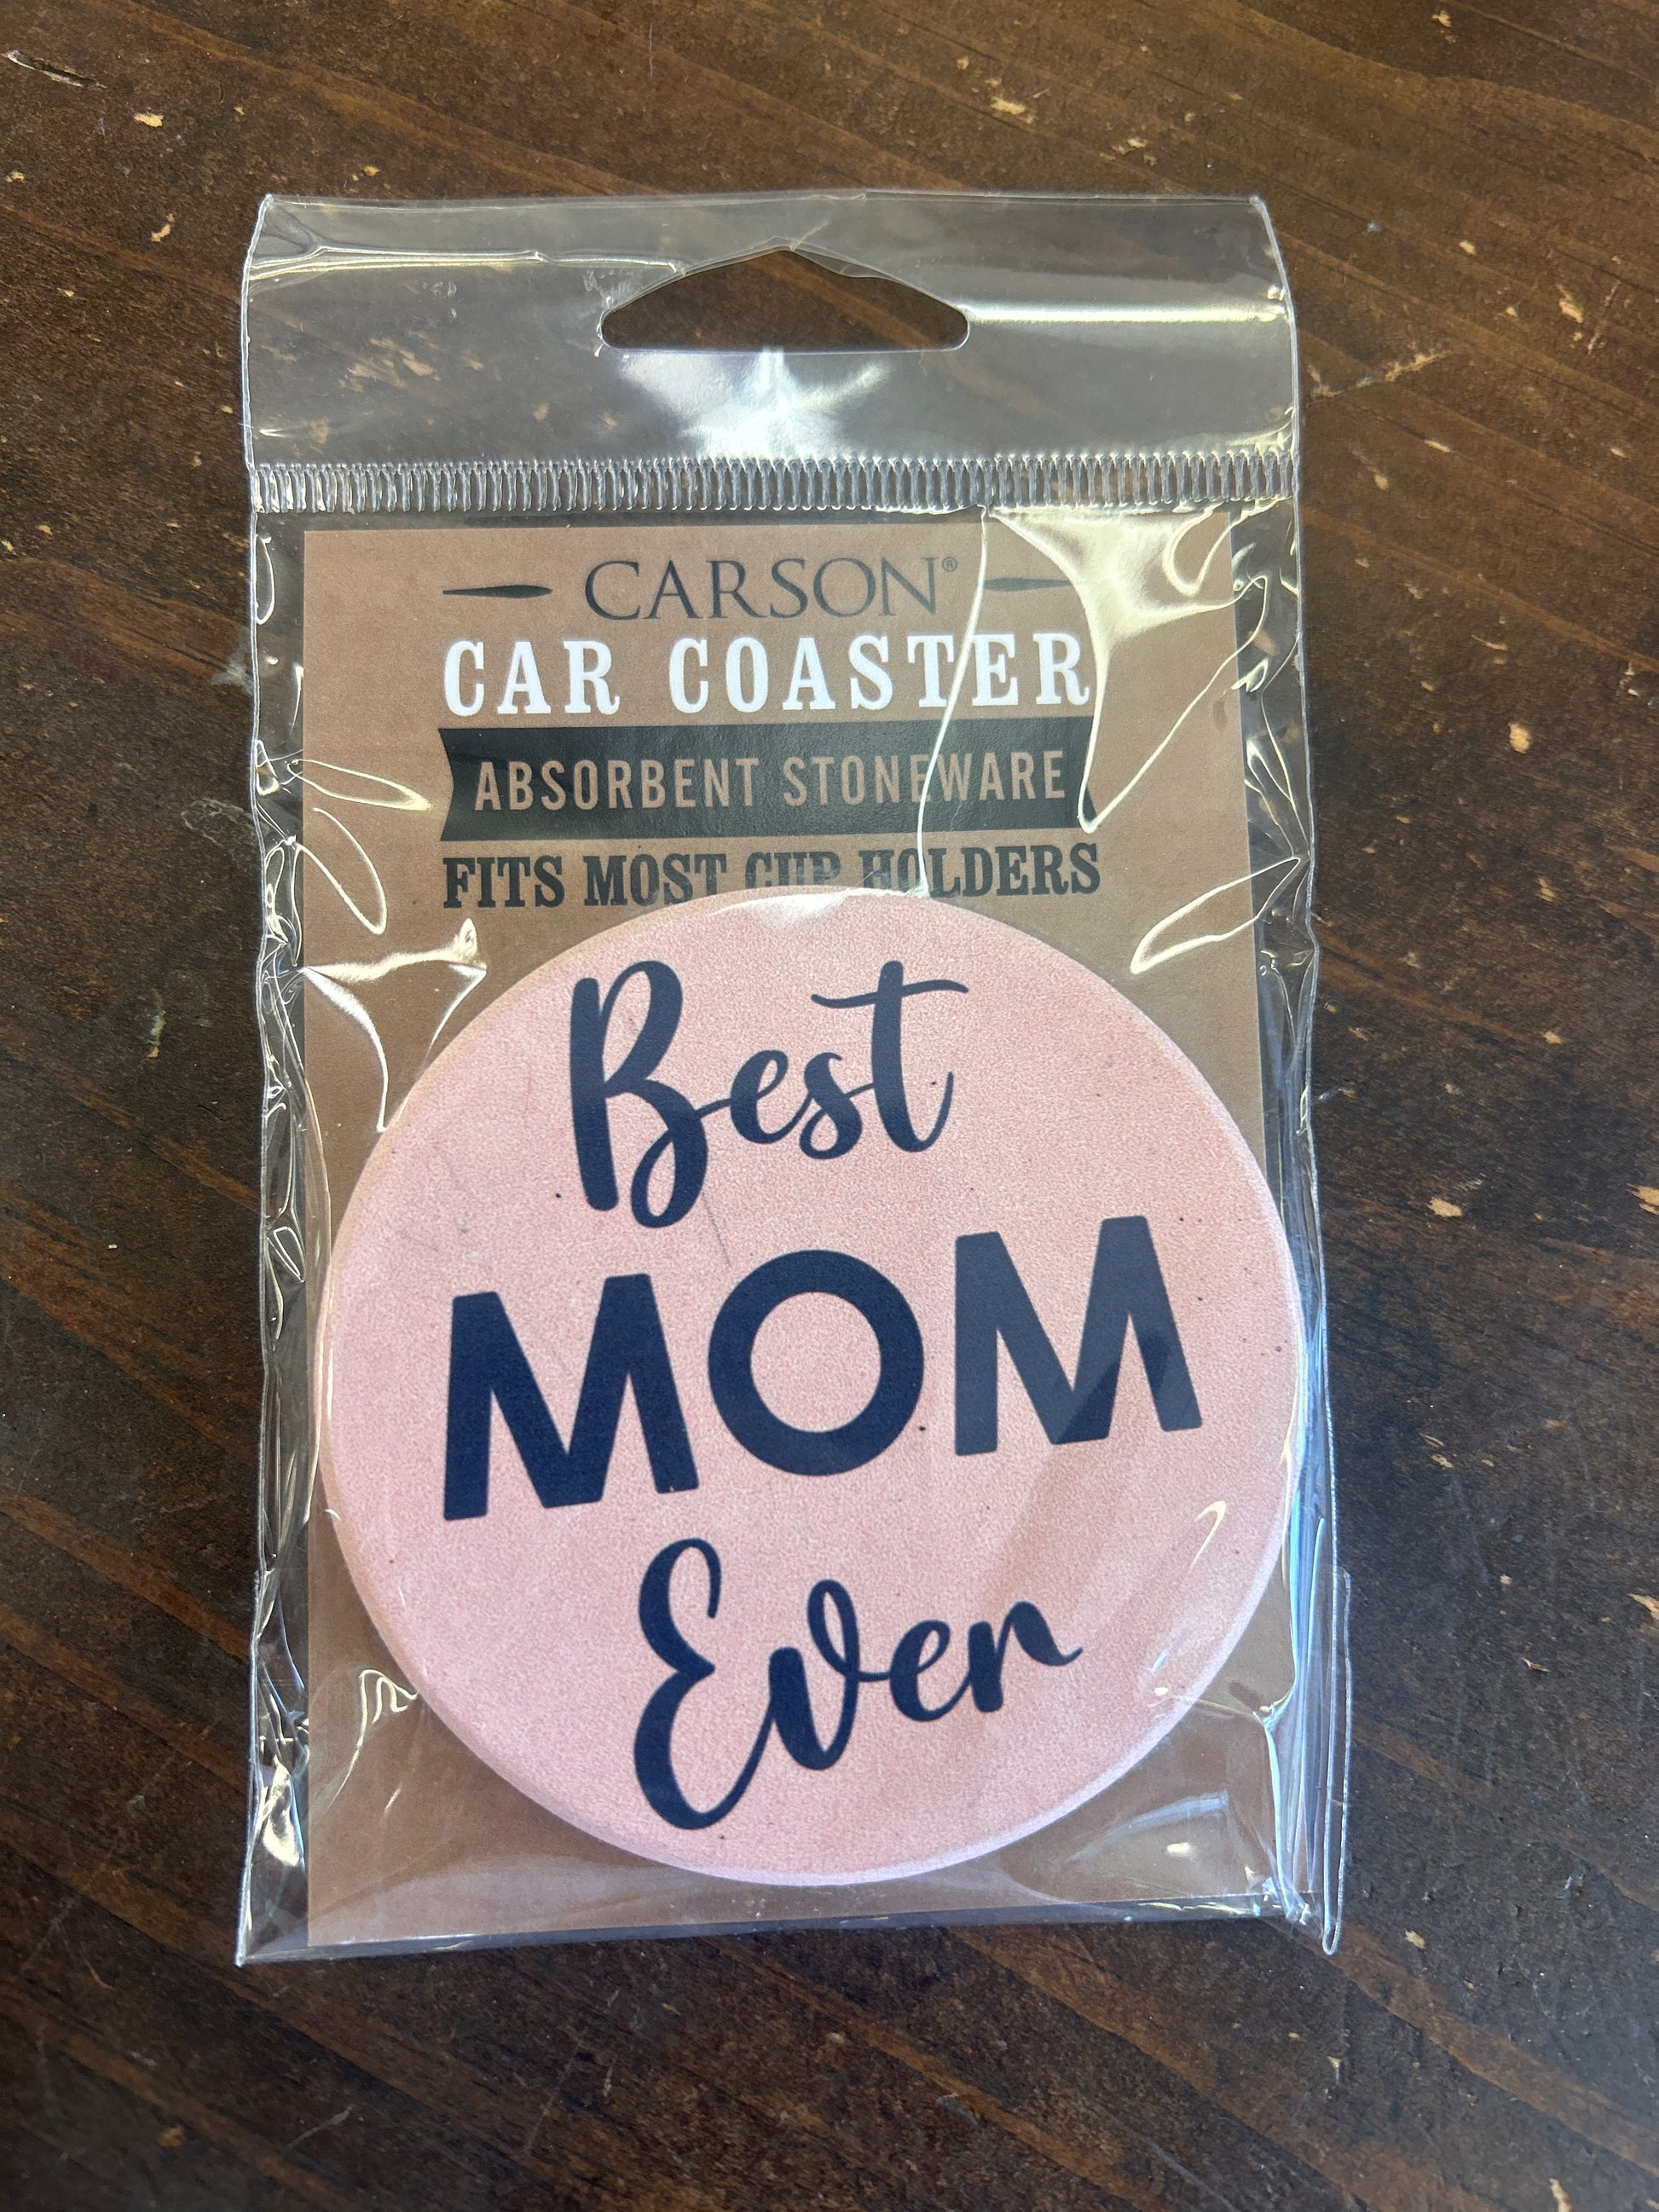 CARSON®
CAR COASTER
ABSORBENT STONEWARE
FITS MOST CUP HOLDERS
Best
MOM
Ever